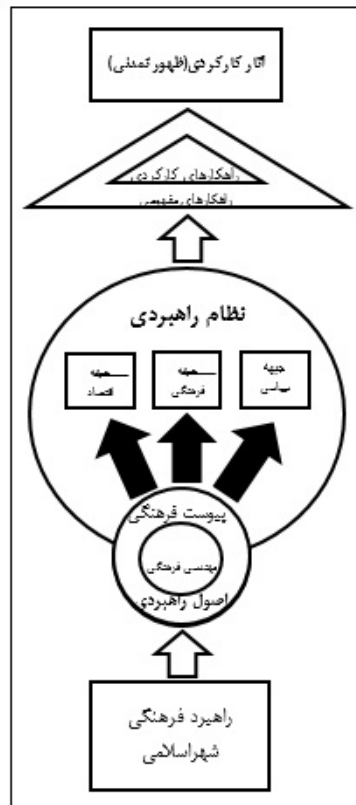 آثار کارکردی(ظهور تمدنی)
راهکارهای کارکردی
راهکارهای مفهومی
نظام راهبردی
جبهه
سیاسی
جبهه
فرهنگی
جبهه
اقتصاد
پیوست فرهنگی
مهندسی فرهنگی
اصول راهبردی
راهبرد فرهنگی
شهراسلامی